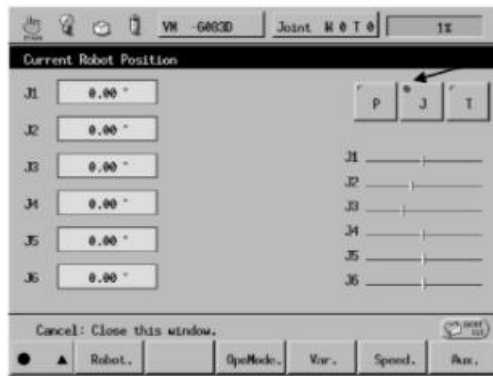 VM -6083D Joint W 0 T 0 1%
Current Robot Position
J1 0.00 °
J2 0.00 °
J3 0.00 °
J4 0.00 °
J5 0.00 °
J6 0.00 °
P J T
J1
J2
J3
J4
J5
J6
Cancel: Close this window.
Robot. OpeMode. Var. Speed. Aux.